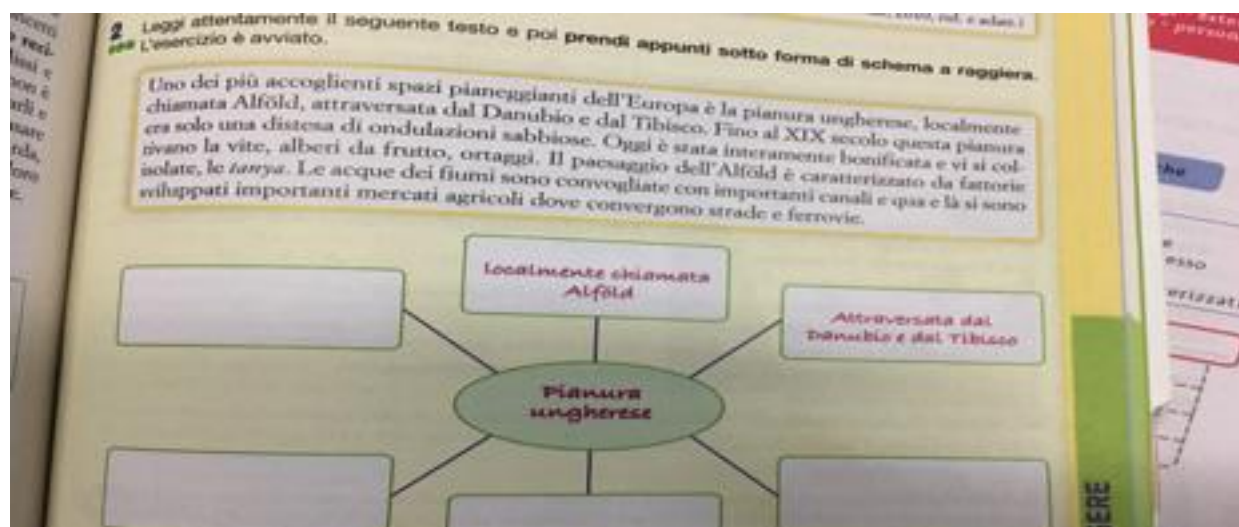 2 Leggi attentamente il seguente testo e poi prendi appunti sotto forma di schema a raggiera.
L'esercizio è avviato.
Uno dei più accoglienti spazi pianeggianti dell'Europa è la pianura ungherese, localmente
chiamata Alföld, attraversata dal Danubio e dal Tibisco. Fino al XIX secolo questa pianura
era solo una distesa di ondulazioni sabbiose. Oggi è stata interamente bonificata e vi si col-
tivano la vite, alberi da frutto, ortaggi. Il paesaggio dell'Alföld è caratterizzato da fattorie
isolate, le tanya. Le acque dei fiumi sono convogliate con importanti canali e qua e là si sono
sviluppati importanti mercati agricoli dove convergono strade e ferrovie.
localmente chiamata
Alföld
Attraversata dal
Danubio e dal Tibisco
Pianura
ungherese